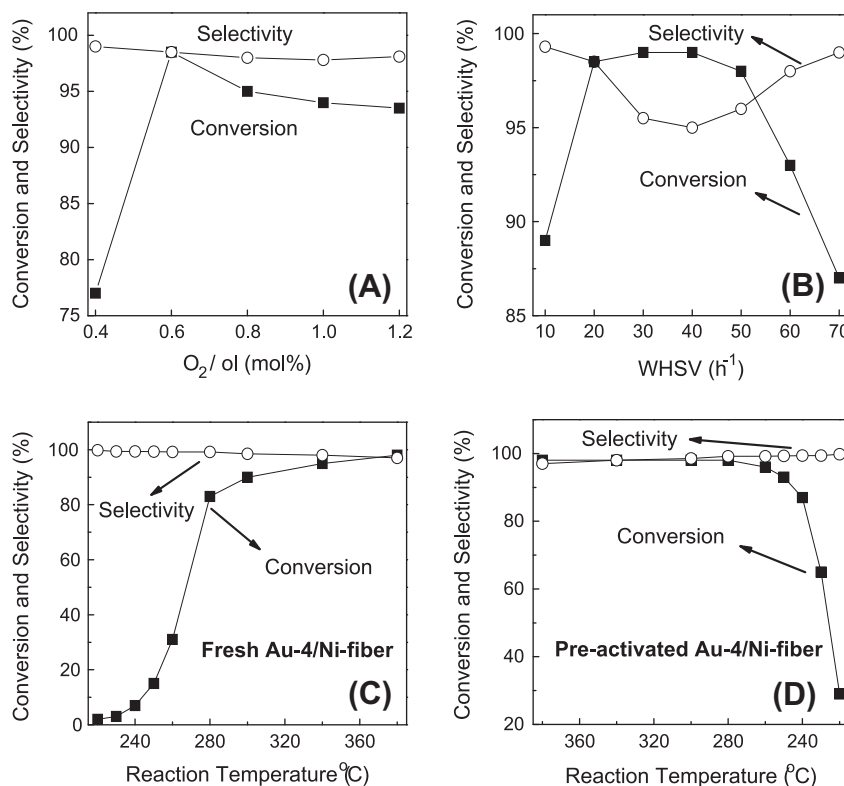 Conversion and Selectivity (%)
100
95
90
85
80
75
Selectivity
Conversion
(A)
0.4 0.6 0.8 1.0 1.2
O2/ ol (mol%)
Conversion and Selectivity (%)
100
95
90
85
Selectivity
Conversion
(B)
10 20 30 40 50 60 70
WHSV (h-1)
Conversion and Selectivity (%)
100
80
60
40
20
0
Selectivity
Conversion
Fresh Au-4/Ni-fiber
(C)
240 280 320 360
Reaction Temperature (oC)
Conversion and Selectivity (%)
100
80
60
40
20
Selectivity
Conversion
Pre-activated Au-4/Ni-fiber
(D)
360 320 280 240
Reaction Temperature (oC)